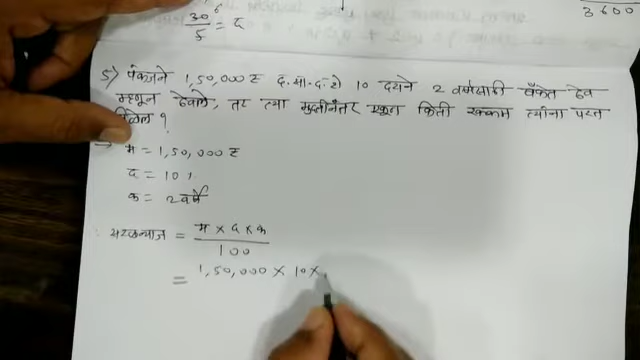 30/5 = द
3600
5) पंकजने 1,50,000 ₹ द.सा.द.शे 10 दराने 2 वर्षासाठी बँकेत ठेव
म्हणून ठेवले, तर त्या मुदतीनंतर एकूण किती रक्कम त्यांना परत
मिळेल ?
→ म = 1,50,000 ₹
द = 10%
क = 2 वर्षे
∴ सरळव्याज = म × द × क
100
= 1,50,000 × 10 ×